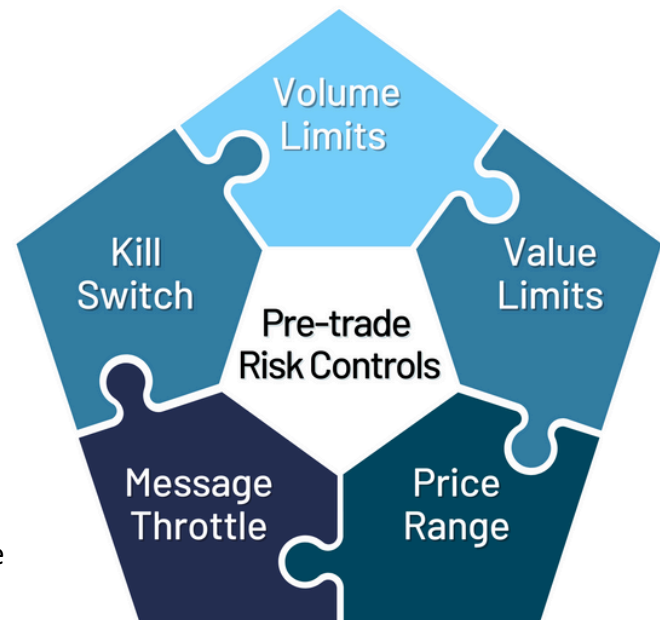 Volume
Limits
Kill
Switch
Value
Limits
Pre-trade
Risk Controls
Message
Throttle
Price
Range
e